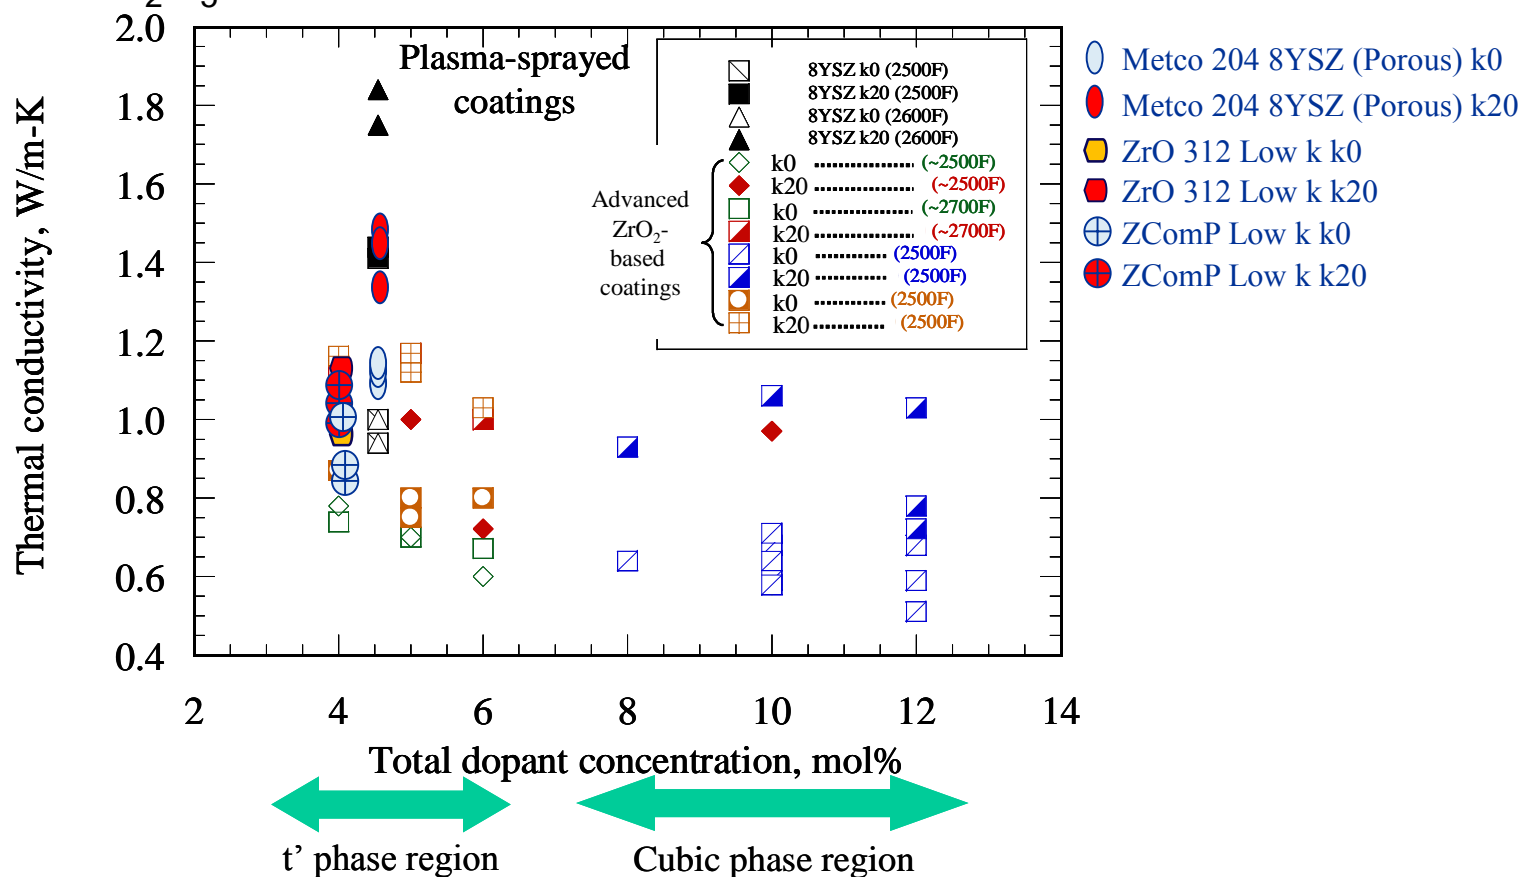 2.0
1.8
1.6
1.4
1.2
1.0
0.8
0.6
0.4
Thermal conductivity, W/m-K
Plasma-sprayed
coatings
8YSZ k0 (2500F)
8YSZ k20 (2500F)
8YSZ k0 (2600F)
8YSZ k20 (2600F)
Advanced
ZrO2-
based
coatings
k0 (~2500F)
k20 (~2500F)
k0 (~2700F)
k20 (~2700F)
k0 (2500F)
k20 (2500F)
k0 (2500F)
k20 (2500F)
Metco 204 8YSZ (Porous) k0
Metco 204 8YSZ (Porous) k20
ZrO 312 Low k k0
ZrO 312 Low k k20
ZComP Low k k0
ZComP Low k k20
2 4 6 8 10 12 14
Total dopant concentration, mol%
t’ phase region
Cubic phase region